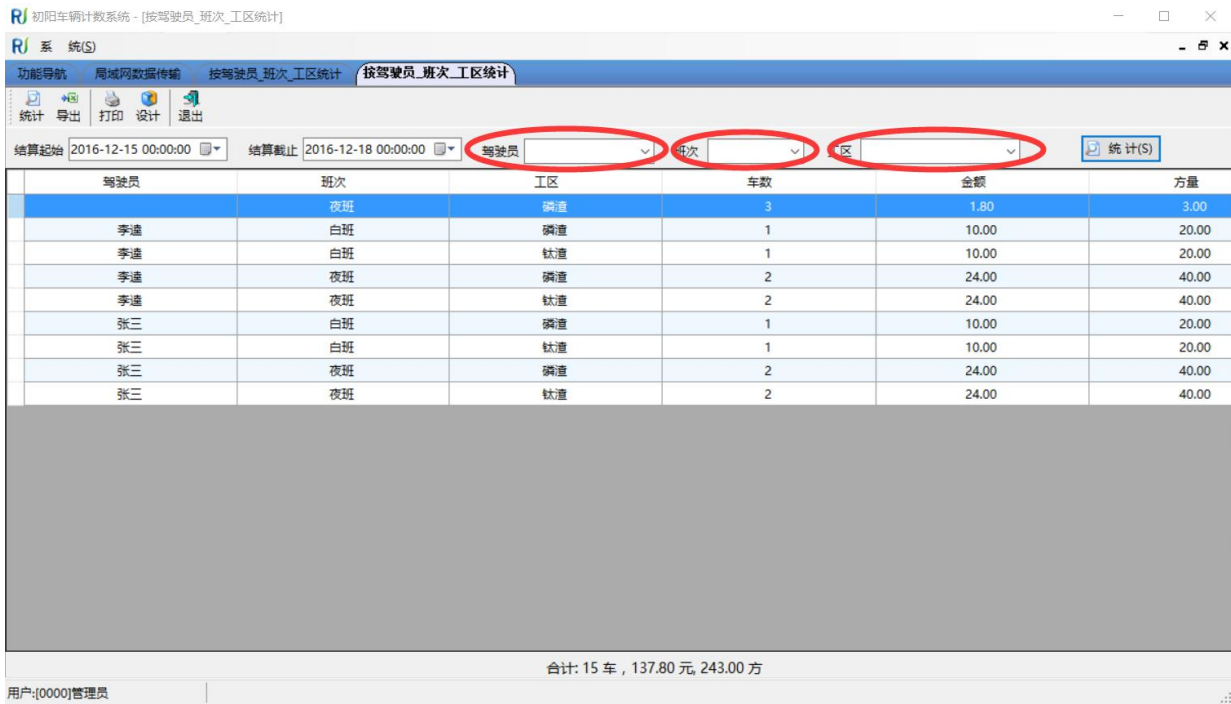 初阳车辆计数系统 - [按驾驶员_班次_工区统计]
系 统(S)
功能导航 局域网数据传输 按驾驶员_班次_工区统计 按驾驶员_班次_工区统计
统计 导出 打印 设计 退出
结算起始 2016-12-15 00:00:00 结算截止 2016-12-18 00:00:00 驾驶员 班次 工区 统 计(S)
驾驶员 班次 工区 车数 金额 方量
夜班 磷渣 3 1.80 3.00
李逵 白班 磷渣 1 10.00 20.00
李逵 白班 钛渣 1 10.00 20.00
李逵 夜班 磷渣 2 24.00 40.00
李逵 夜班 钛渣 2 24.00 40.00
张三 白班 磷渣 1 10.00 20.00
张三 白班 钛渣 1 10.00 20.00
张三 夜班 磷渣 2 24.00 40.00
张三 夜班 钛渣 2 24.00 40.00
合计: 15 车 , 137.80 元, 243.00 方
用户:[0000]管理员